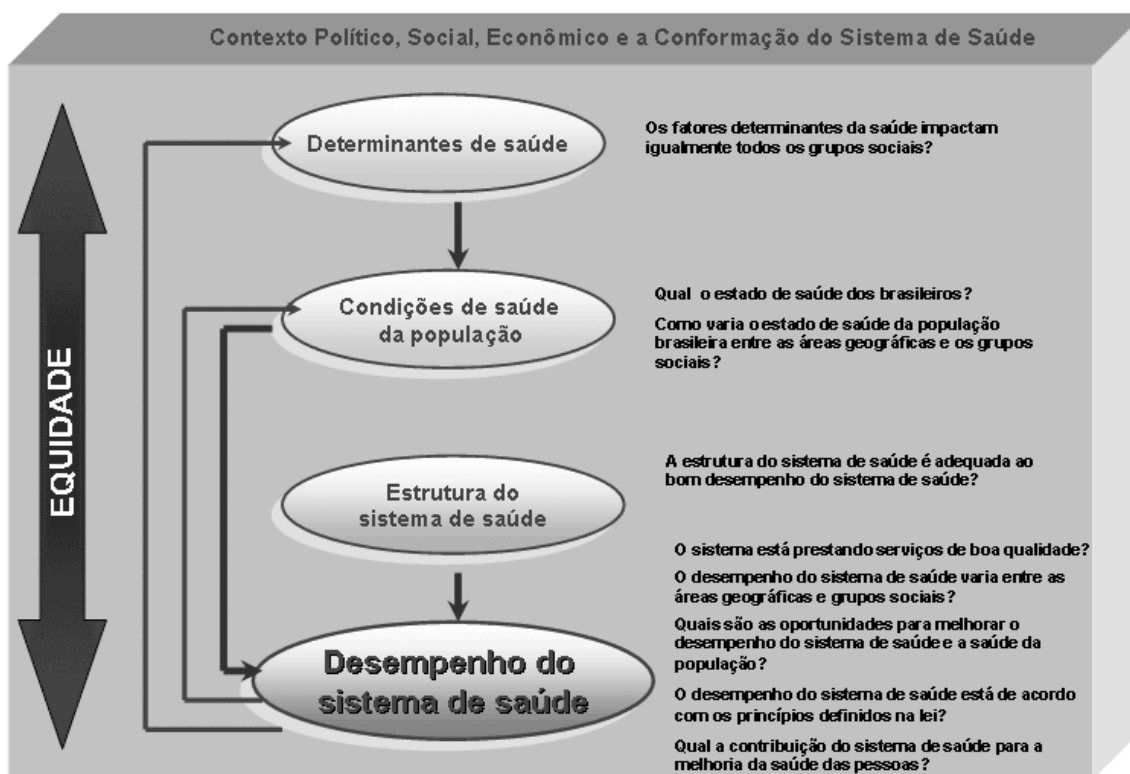 Contexto Político, Social, Econômico e a Conformação do Sistema de Saúde
EQUIDADE
Determinantes de saúde
Os fatores determinantes da saúde impactam
igualmente todos os grupos sociais?
Condições de saúde
da população
Qual o estado de saúde dos brasileiros?
Como varia o estado de saúde da população
brasileira entre as áreas geográficas e os grupos
sociais?
Estrutura do
sistema de saúde
A estrutura do sistema de saúde é adequada ao
bom desempenho do sistema de saúde?
Desempenho do
sistema de saúde
O sistema está prestando serviços de boa qualidade?
O desempenho do sistema de saúde varia entre as
áreas geográficas e grupos sociais?
Quais são as oportunidades para melhorar o
desempenho do sistema de saúde e a saúde da
população?
O desempenho do sistema de saúde está de acordo
com os princípios definidos na lei?
Qual a contribuição do sistema de saúde para a
melhoria da saúde das pessoas?